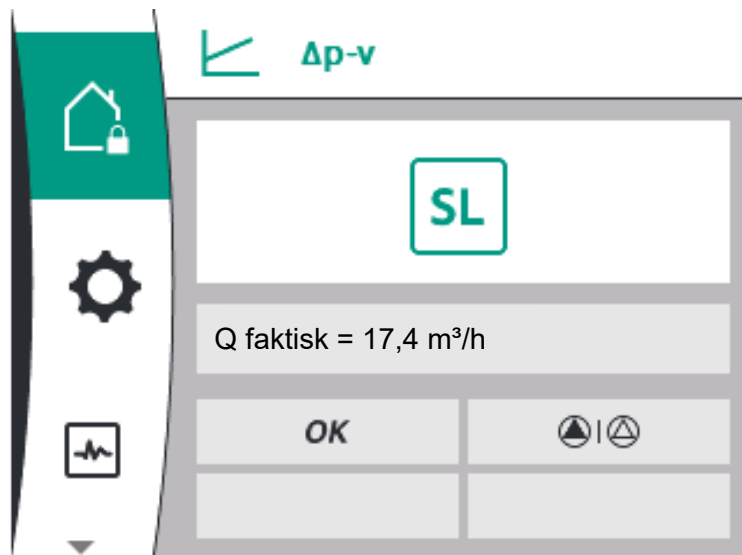 Δp-v
SL
Q faktisk = 17,4 m³/h
OK